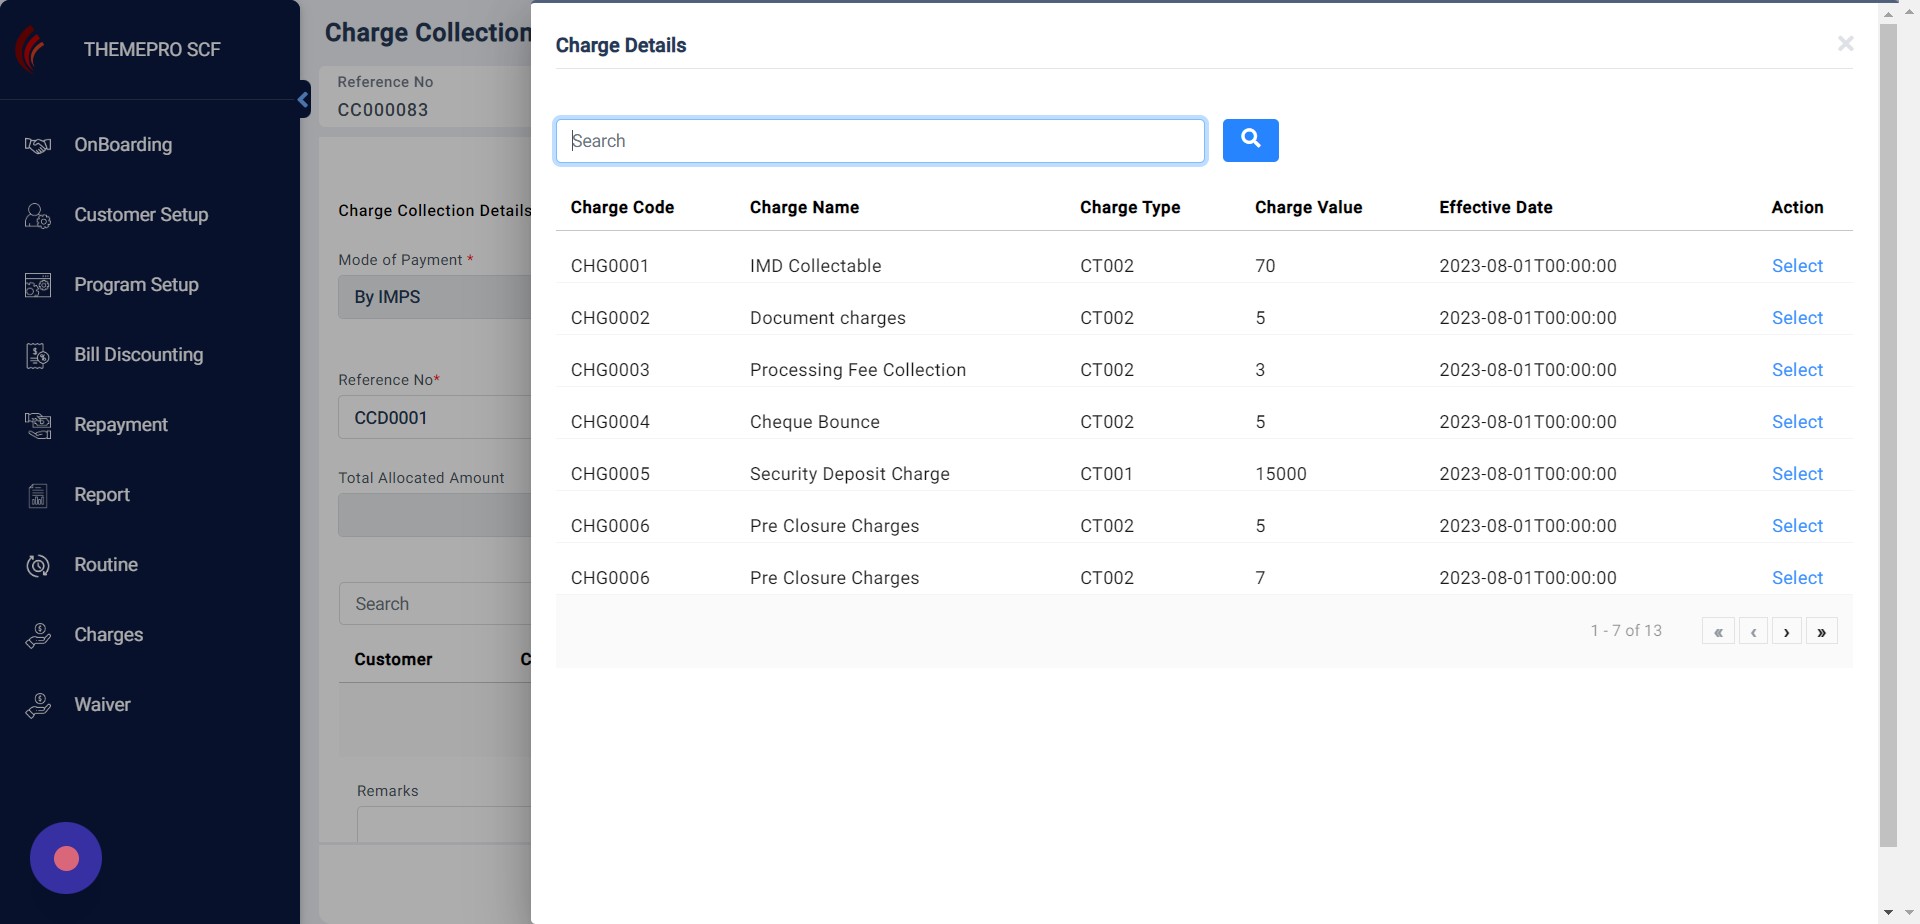 THEMEPRO SCF
OnBoarding
Customer Setup
Program Setup
Bill Discounting
Repayment
Report
Routine
Charges
Waiver
Charge Collection
Reference No
CC000083
Charge Collection Details
Mode of Payment *
By IMPS
Reference No*
CCD0001
Total Allocated Amount
Search
Customer C
Remarks
Charge Details
×
Search
Charge Code Charge Name Charge Type Charge Value Effective Date Action
CHG0001 IMD Collectable CT002 70 2023-08-01T00:00:00 Select
CHG0002 Document charges CT002 5 2023-08-01T00:00:00 Select
CHG0003 Processing Fee Collection CT002 3 2023-08-01T00:00:00 Select
CHG0004 Cheque Bounce CT002 5 2023-08-01T00:00:00 Select
CHG0005 Security Deposit Charge CT001 15000 2023-08-01T00:00:00 Select
CHG0006 Pre Closure Charges CT002 5 2023-08-01T00:00:00 Select
CHG0006 Pre Closure Charges CT002 7 2023-08-01T00:00:00 Select
1 - 7 of 13 « ‹ › »